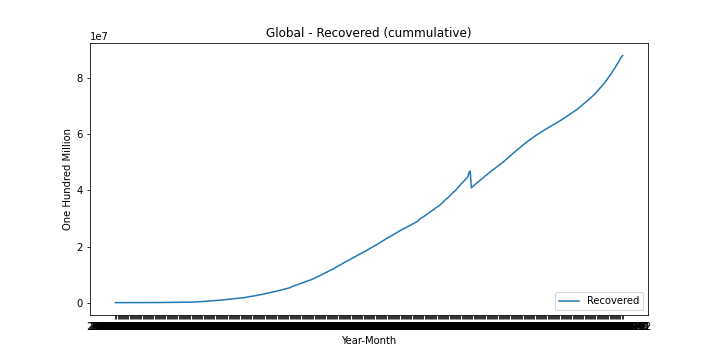 Global - Recovered (cummulative)
1e7
8
6
4
2
0
One Hundred Million
Recovered
Year-Month